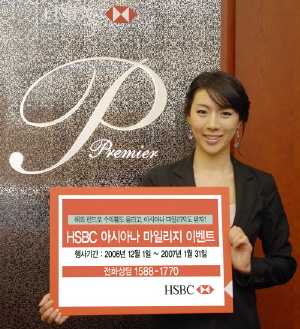 HSBC
P
Premier
해외 펀드로 수익률도 올리고, 아시아나 마일리지도 받자!
HSBC 아시아나 마일리지 이벤트
행사기간 : 2006년 12월 1일 ~ 2007년 1월 31일
전화상담 1588-1770
HSBC